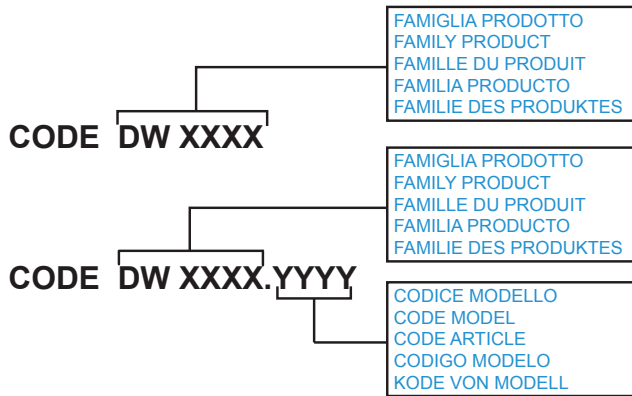 FAMIGLIA PRODOTTO
FAMILY PRODUCT
FAMILLE DU PRODUIT
FAMILIA PRODUCTO
FAMILIE DES PRODUKTES
CODE DW XXXX
FAMIGLIA PRODOTTO
FAMILY PRODUCT
FAMILLE DU PRODUIT
FAMILIA PRODUCTO
FAMILIE DES PRODUKTES
CODE DW XXXX.YYYY
CODICE MODELLO
CODE MODEL
CODE ARTICLE
CODIGO MODELO
KODE VON MODELL